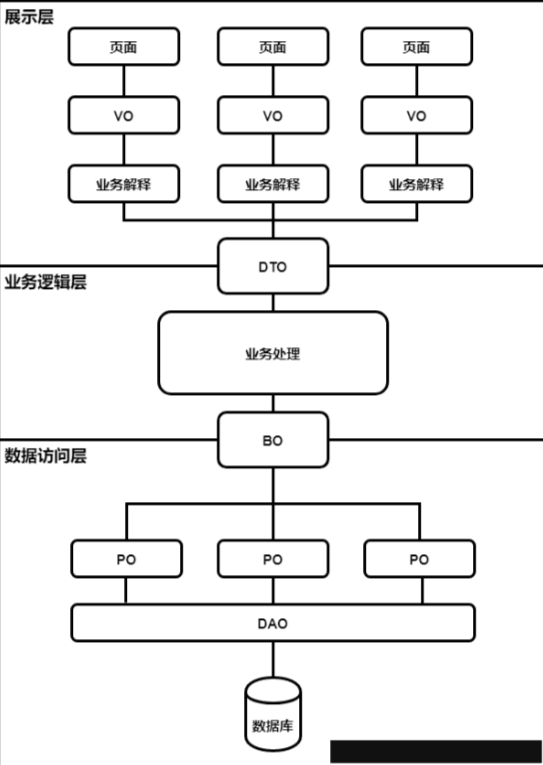 展示层
页面 页面 页面
VO VO VO
业务解释 业务解释 业务解释
DTO
业务逻辑层
业务处理
BO
数据访问层
PO PO PO
DAO
数据库